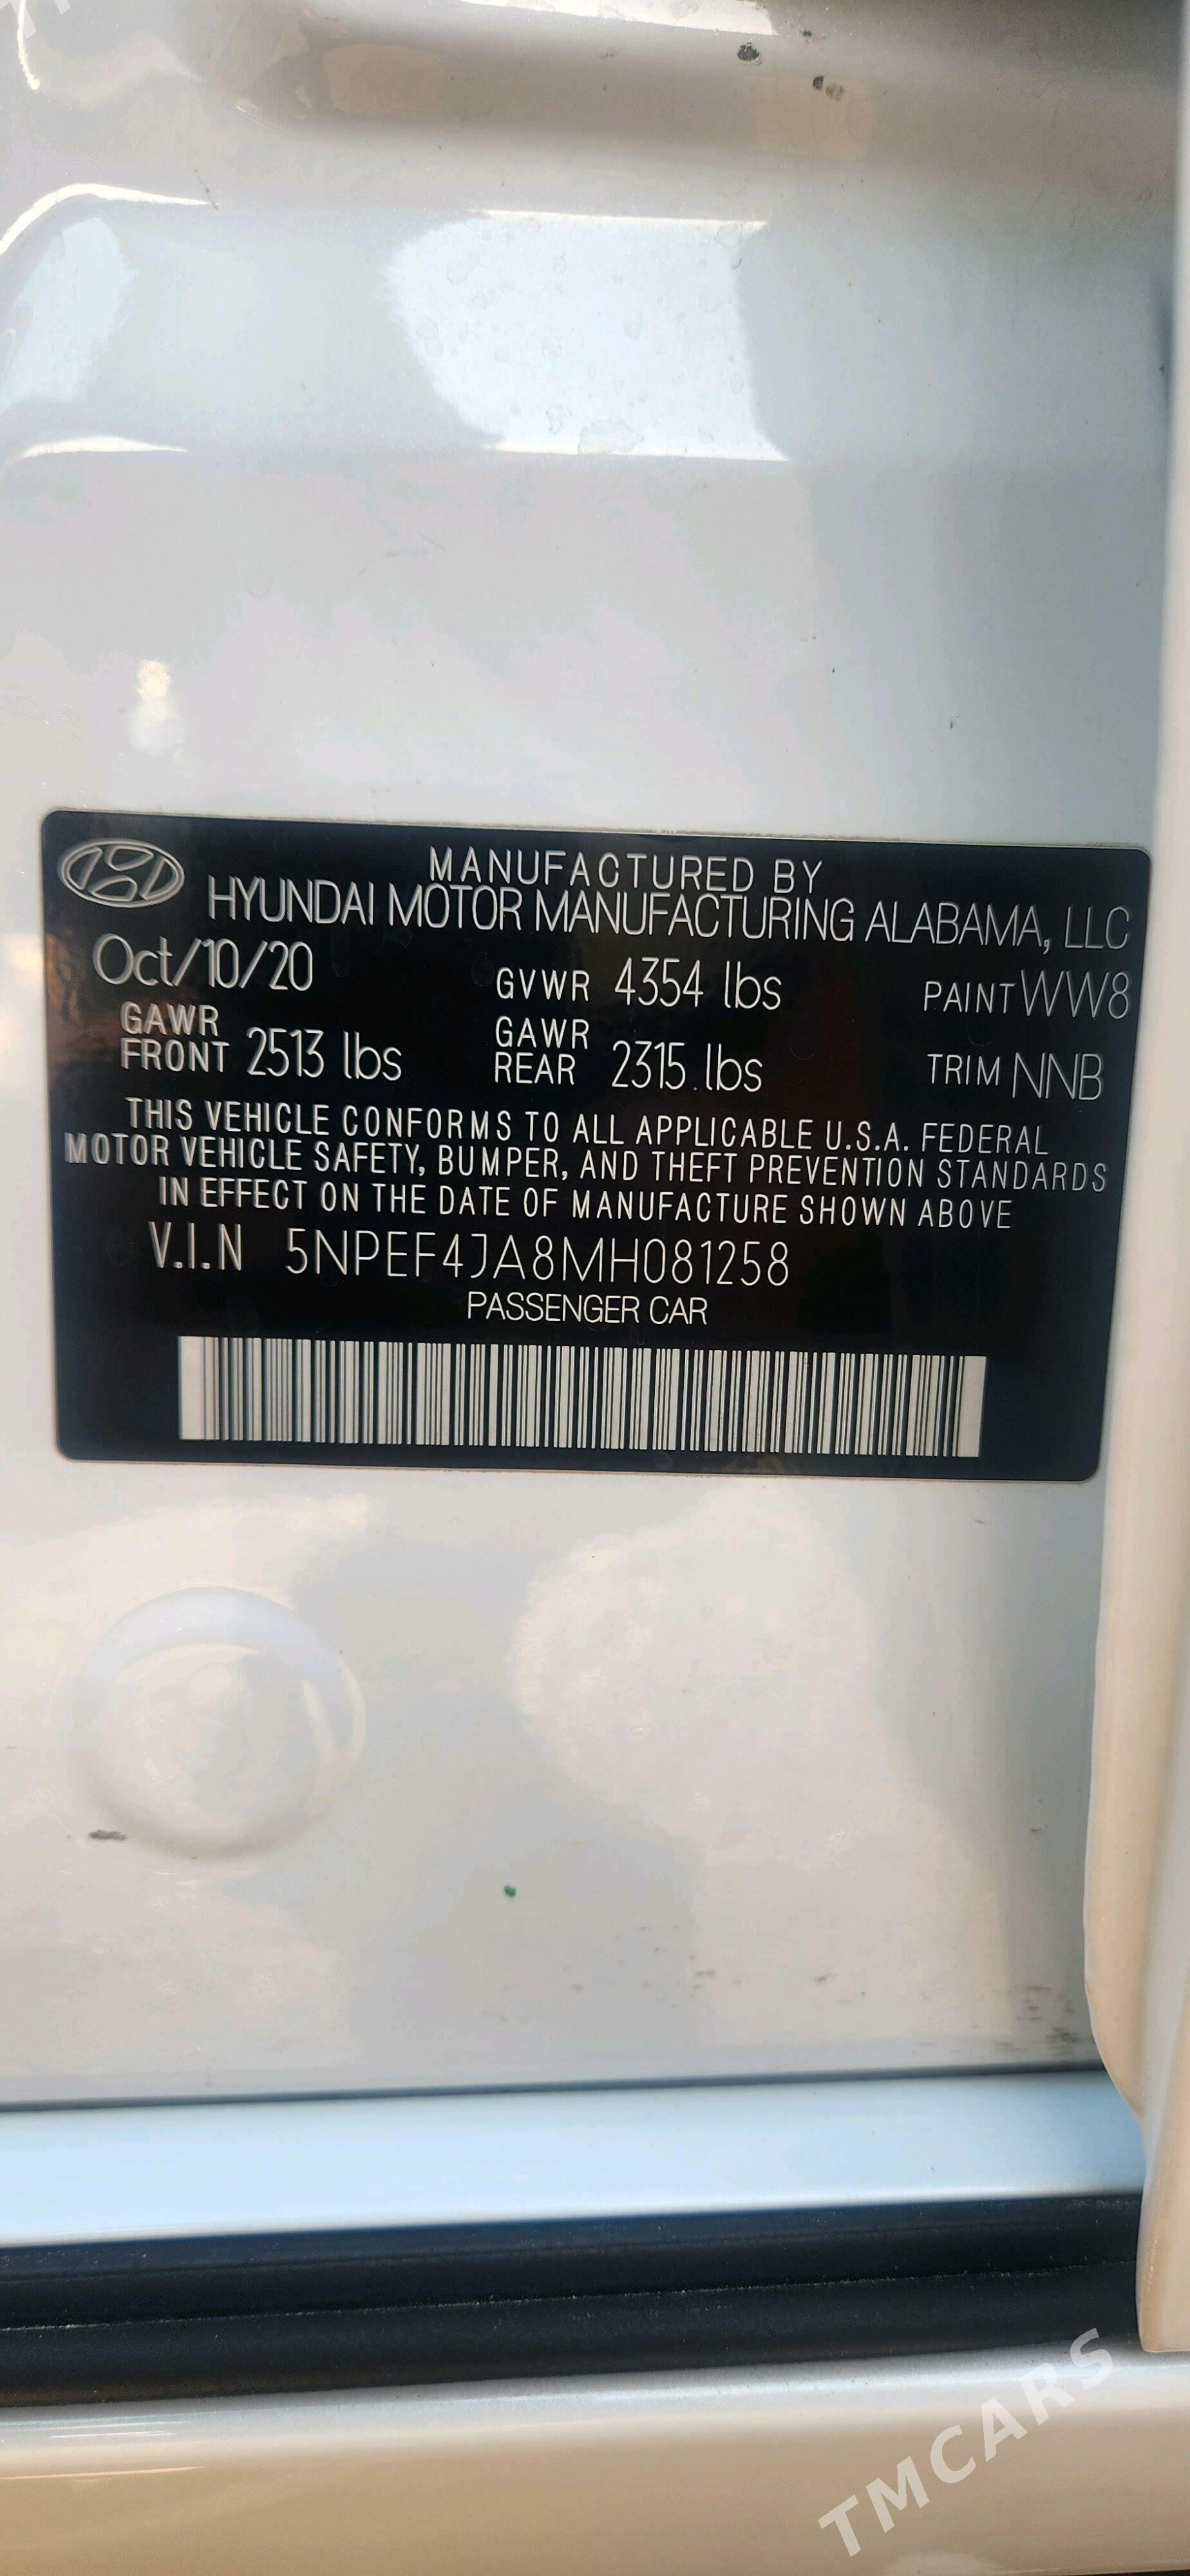 MANUFACTURED BY
HYUNDAI MOTOR MANUFACTURING ALABAMA, LLC
Oct/10/20 GVWR 4354 lbs PAINT WW8
GAWR FRONT 2513 lbs GAWR REAR 2315 lbs TRIM NNB
THIS VEHICLE CONFORMS TO ALL APPLICABLE U.S.A. FEDERAL
MOTOR VEHICLE SAFETY, BUMPER, AND THEFT PREVENTION STANDARDS
IN EFFECT ON THE DATE OF MANUFACTURE SHOWN ABOVE
V.I.N 5NPEF4JA8MH081258
PASSENGER CAR
TMCARS